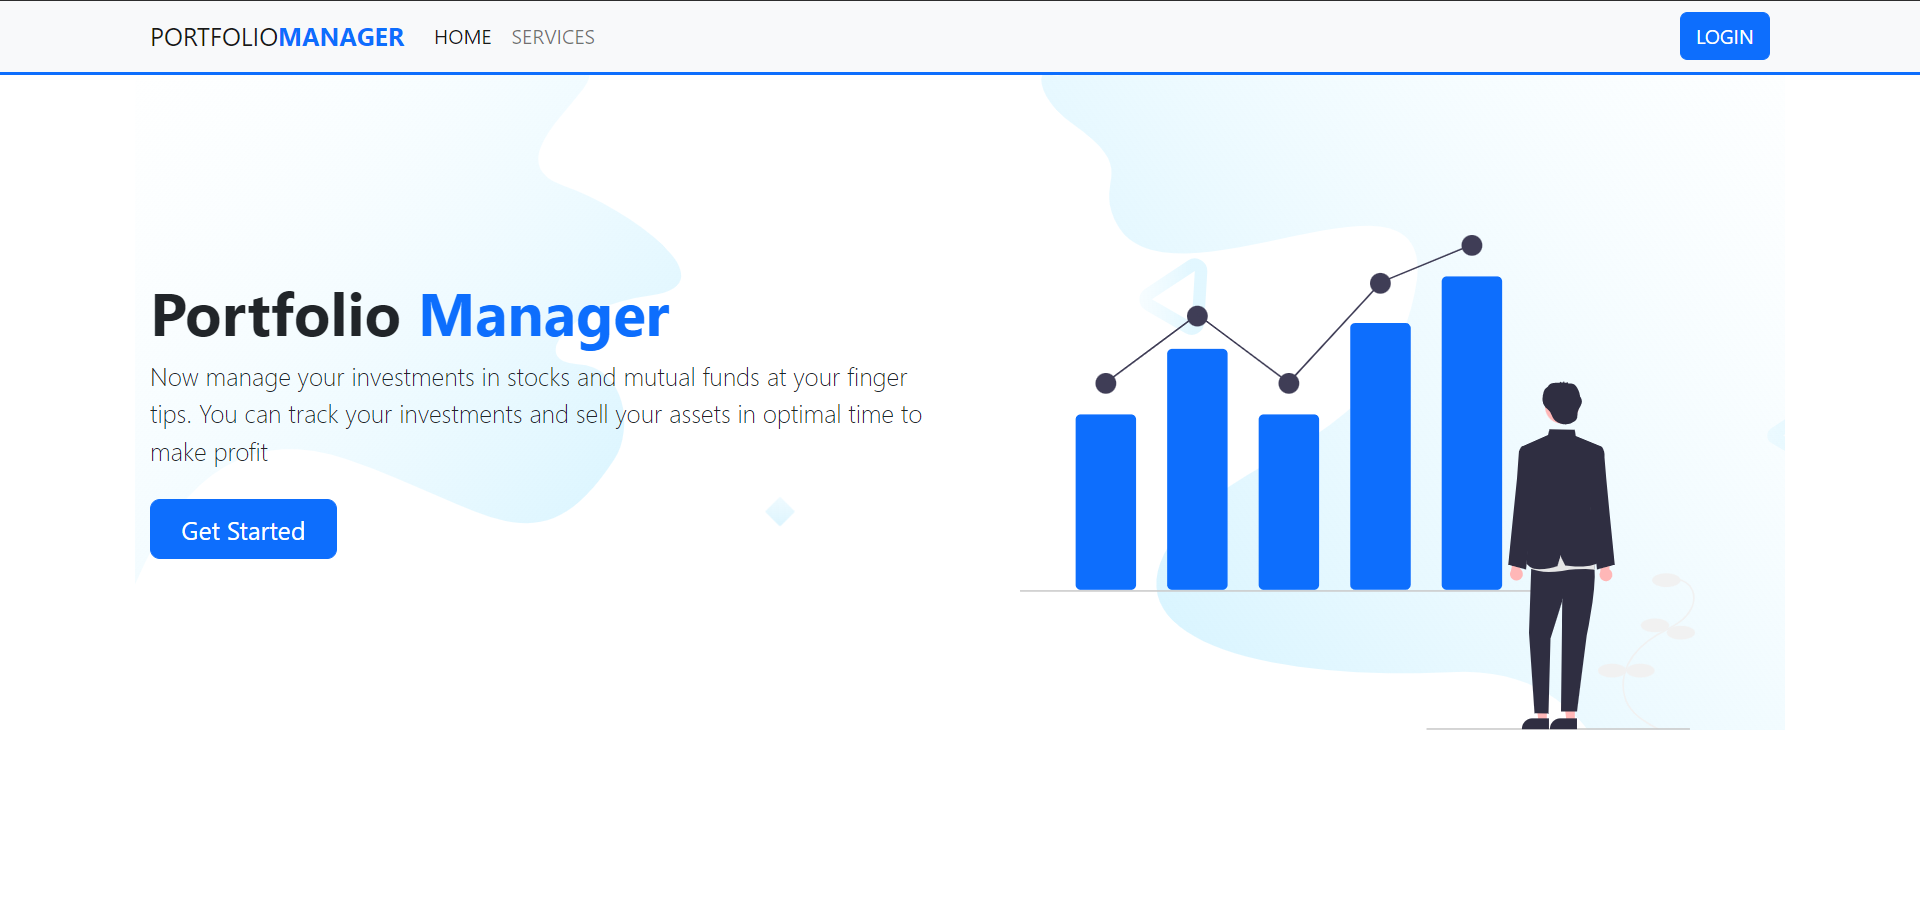 PORTFOLIOMANAGER HOME SERVICES LOGIN
Portfolio Manager
Now manage your investments in stocks and mutual funds at your finger
tips. You can track your investments and sell your assets in optimal time to
make profit
Get Started